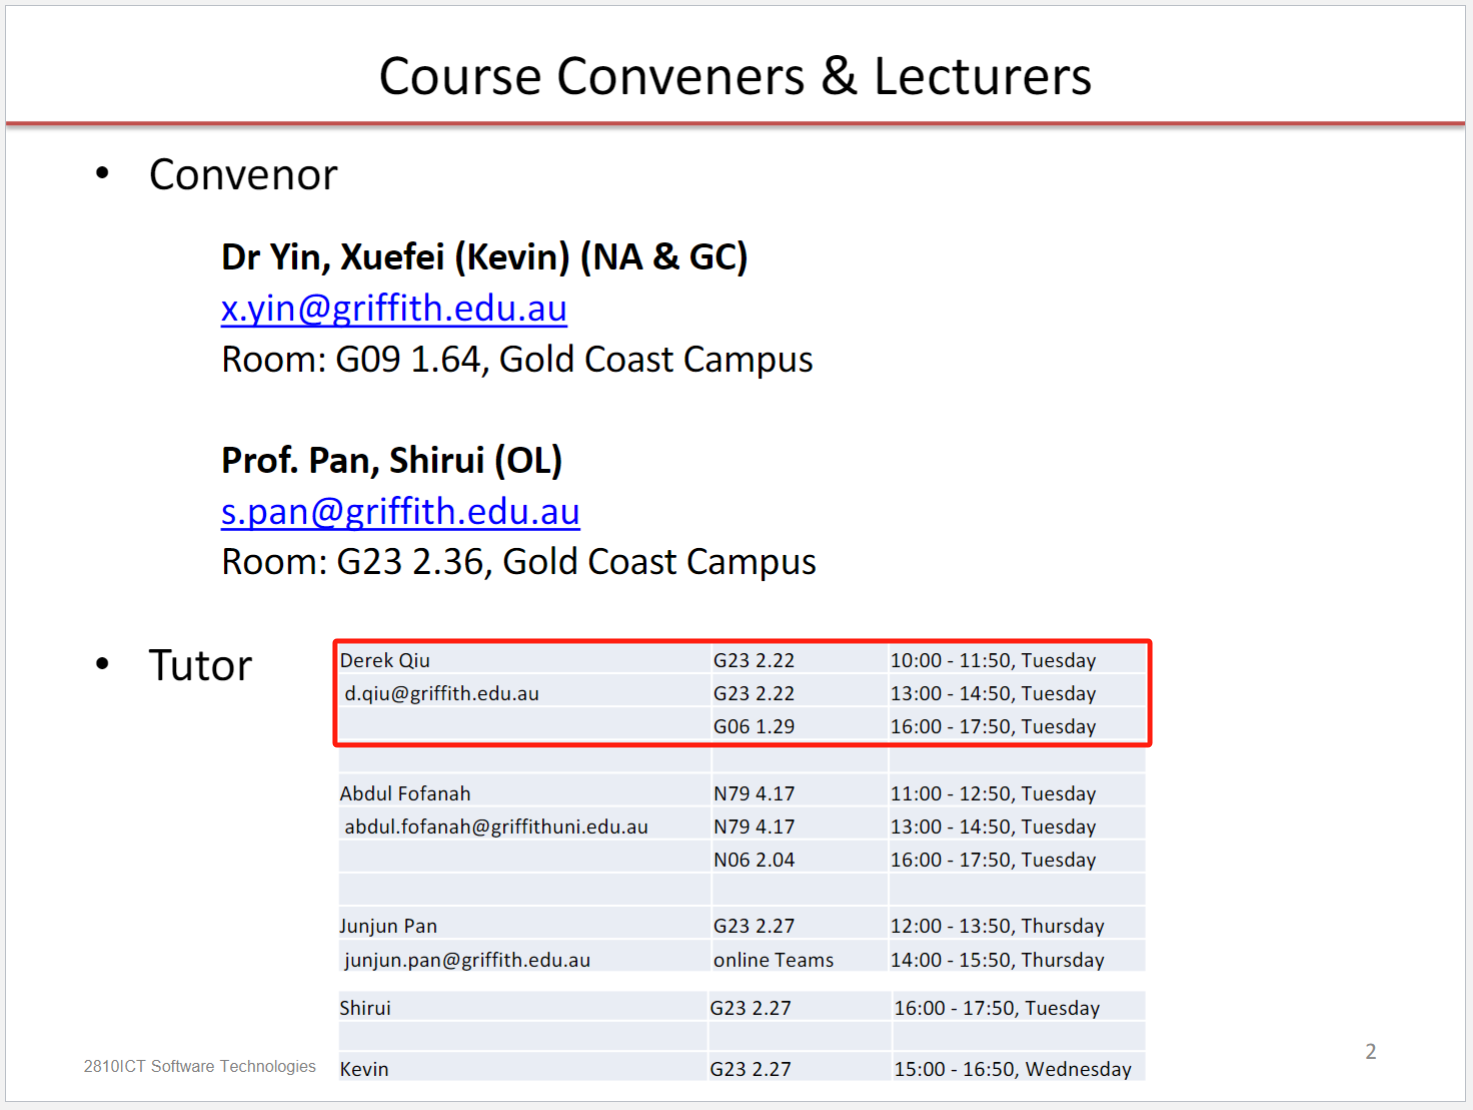 Course Conveners & Lecturers
• Convenor
Dr Yin, Xuefei (Kevin) (NA & GC)
x.yin@griffith.edu.au
Room: G09 1.64, Gold Coast Campus
Prof. Pan, Shirui (OL)
s.pan@griffith.edu.au
Room: G23 2.36, Gold Coast Campus
• Tutor
Derek Qiu G23 2.22 10:00 - 11:50, Tuesday
d.qiu@griffith.edu.au G23 2.22 13:00 - 14:50, Tuesday
G06 1.29 16:00 - 17:50, Tuesday
Abdul Fofanah N79 4.17 11:00 - 12:50, Tuesday
abdul.fofanah@griffithuni.edu.au N79 4.17 13:00 - 14:50, Tuesday
N06 2.04 16:00 - 17:50, Tuesday
Junjun Pan G23 2.27 12:00 - 13:50, Thursday
junjun.pan@griffith.edu.au online Teams 14:00 - 15:50, Thursday
Shirui G23 2.27 16:00 - 17:50, Tuesday
Kevin G23 2.27 15:00 - 16:50, Wednesday
2810ICT Software Technologies
2